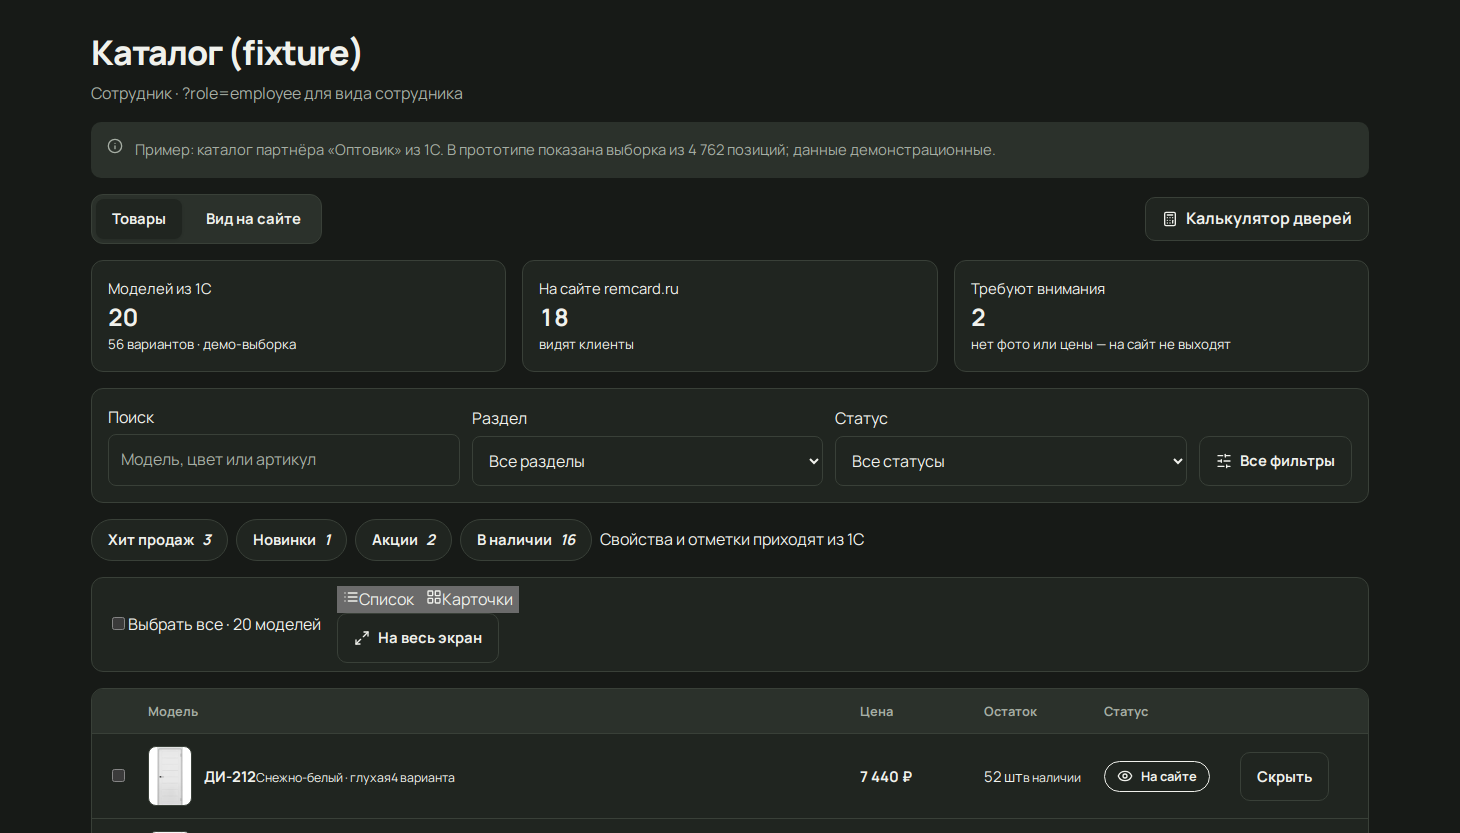 Каталог (fixture)
Сотрудник · ?role=employee для вида сотрудника
Пример: каталог партнёра «Оптовик» из 1С. В прототипе показана выборка из 4 762 позиций; данные демонстрационные.
Товары Вид на сайте Калькулятор дверей
Моделей из 1С
20
56 вариантов · демо-выборка
На сайте remcard.ru
18
видят клиенты
Требуют внимания
2
нет фото или цены — на сайт не выходят
Поиск
Модель, цвет или артикул
Раздел
Все разделы
Статус
Все статусы
Все фильтры
Хит продаж 3 Новинки 1 Акции 2 В наличии 16 Свойства и отметки приходят из 1С
Выбрать все · 20 моделей
Список Карточки
На весь экран
Модель Цена Остаток Статус
ДИ-212Снежно-белый · глухая4 варианта 7 440 ₽ 52 штв наличии На сайте Скрыть